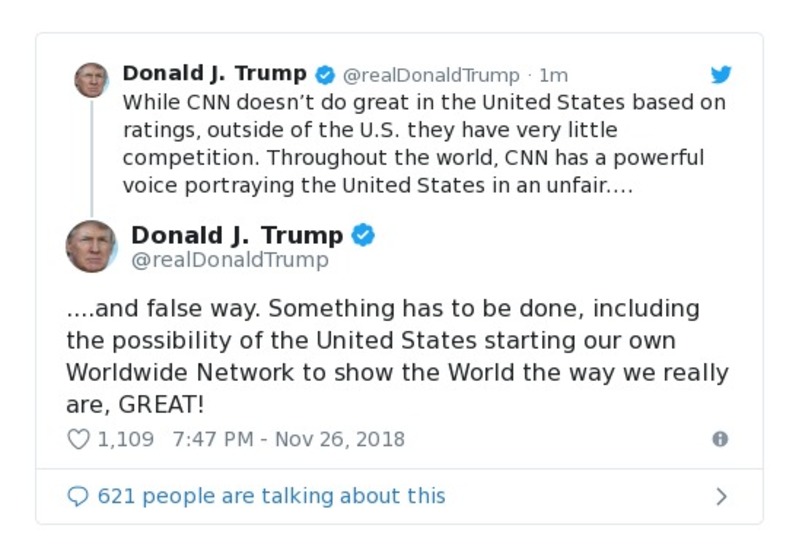 Donald J. Trump @realDonaldTrump · 1m
While CNN doesn’t do great in the United States based on
ratings, outside of the U.S. they have very little
competition. Throughout the world, CNN has a powerful
voice portraying the United States in an unfair....
Donald J. Trump
@realDonaldTrump
....and false way. Something has to be done, including
the possibility of the United States starting our own
Worldwide Network to show the World the way we really
are, GREAT!
1,109 7:47 PM - Nov 26, 2018
621 people are talking about this